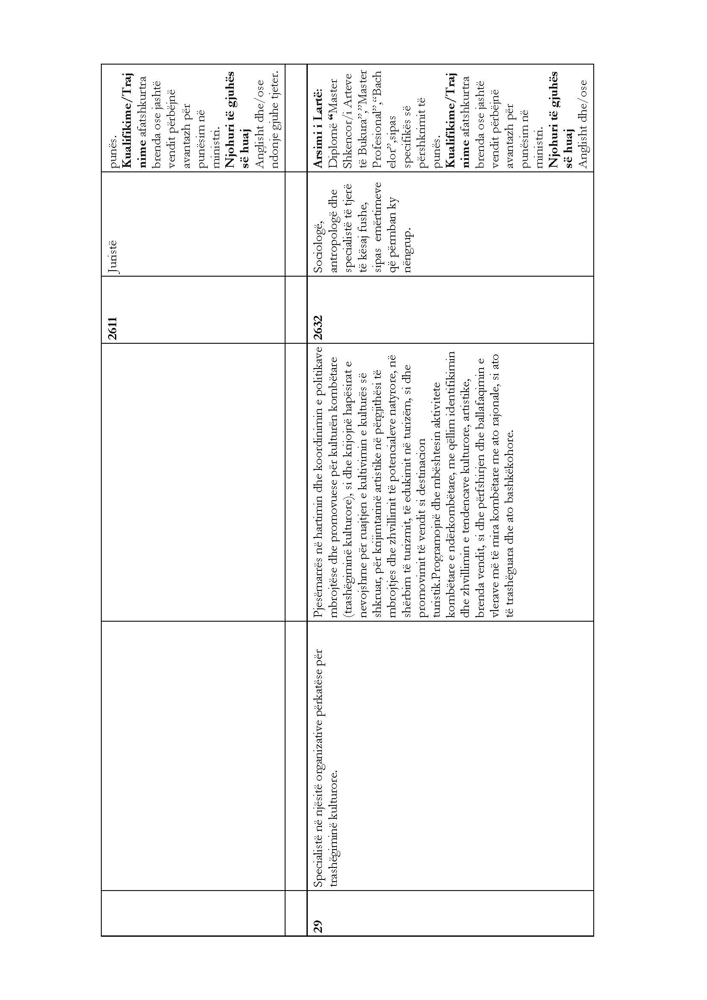 2611
Juristë
punës.
Kualifikime/Traj
nime afatshkurtra
brenda ose jashtë
vendit përbëjnë
avantazh për
punësim në
ministri.
Njohuri të gjuhës
së huaj
Anglisht dhe/ose
ndonje gjuhe tjeter.
29
Specialistë në njësitë organizative përkatëse për
trashëgiminë kulturore.
Pjesëmarrës në hartimin dhe koordinimin e politikave
mbrojtëse dhe promovuese për kulturën kombëtare
(trashëgiminë kulturore), si dhe krijojnë hapësirat e
nevojshme për ruajtjen e kultivimin e kulturës së
shkruar, për krijimtarinë artistike në përgjithësi të
mbrojtjes dhe zhvillimit të potencialeve natyrore, në
shërbim të turizmit, të edukimit në turizëm, si dhe
promovimit të vendit si destinacion
turistik.Programojnë dhe mbështesin aktivitete
kombëtare e ndërkombëtare, me qëllim identifikimin
dhe zhvillimin e tendencave kulturore, artistike,
brenda vendit, si dhe përfshirjen dhe ballafaqimin e
vlerave më të mira kombëtare me ato rajonale, si ato
të trashëguara dhe ato bashkëkohore.
2632
Sociologë,
antropologë dhe
specialistë të tjerë
të kësaj fushe,
sipas emërtimeve
që përmban ky
nëngrup.
Arsimi i Lartë:
Diplomë “Master
Shkencor/i Arteve
të Bukura”,”Master
Profesional”,“Bach
elor”,sipas
specifikës së
përshkrimit të
punës.
Kualifikime/Traj
nime afatshkurtra
brenda ose jashtë
vendit përbëjnë
avantazh për
punësim në
ministri.
Njohuri të gjuhës
së huaj
Anglisht dhe/ose